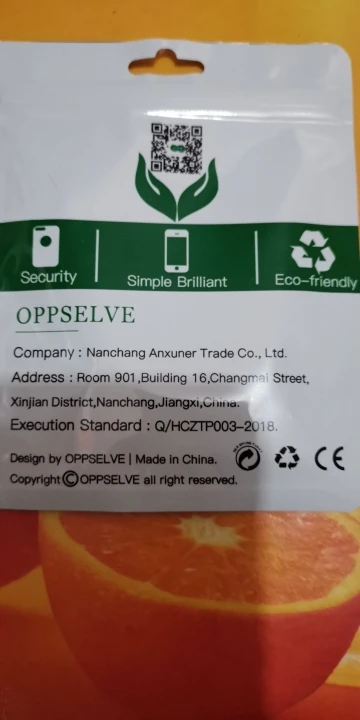 Security
Simple Brilliant
Eco-friendly
OPPSELVE
Company : Nanchang Anxuner Trade Co., Ltd.
Address : Room 901,Building 16,Changmai Street,
Xinjian District,Nanchang,Jiangxi,China.
Execution Standard : Q/HCZTP003-2018.
Design by OPPSELVE | Made in China.
CE
Copyright©OPPSELVE all right reserved.